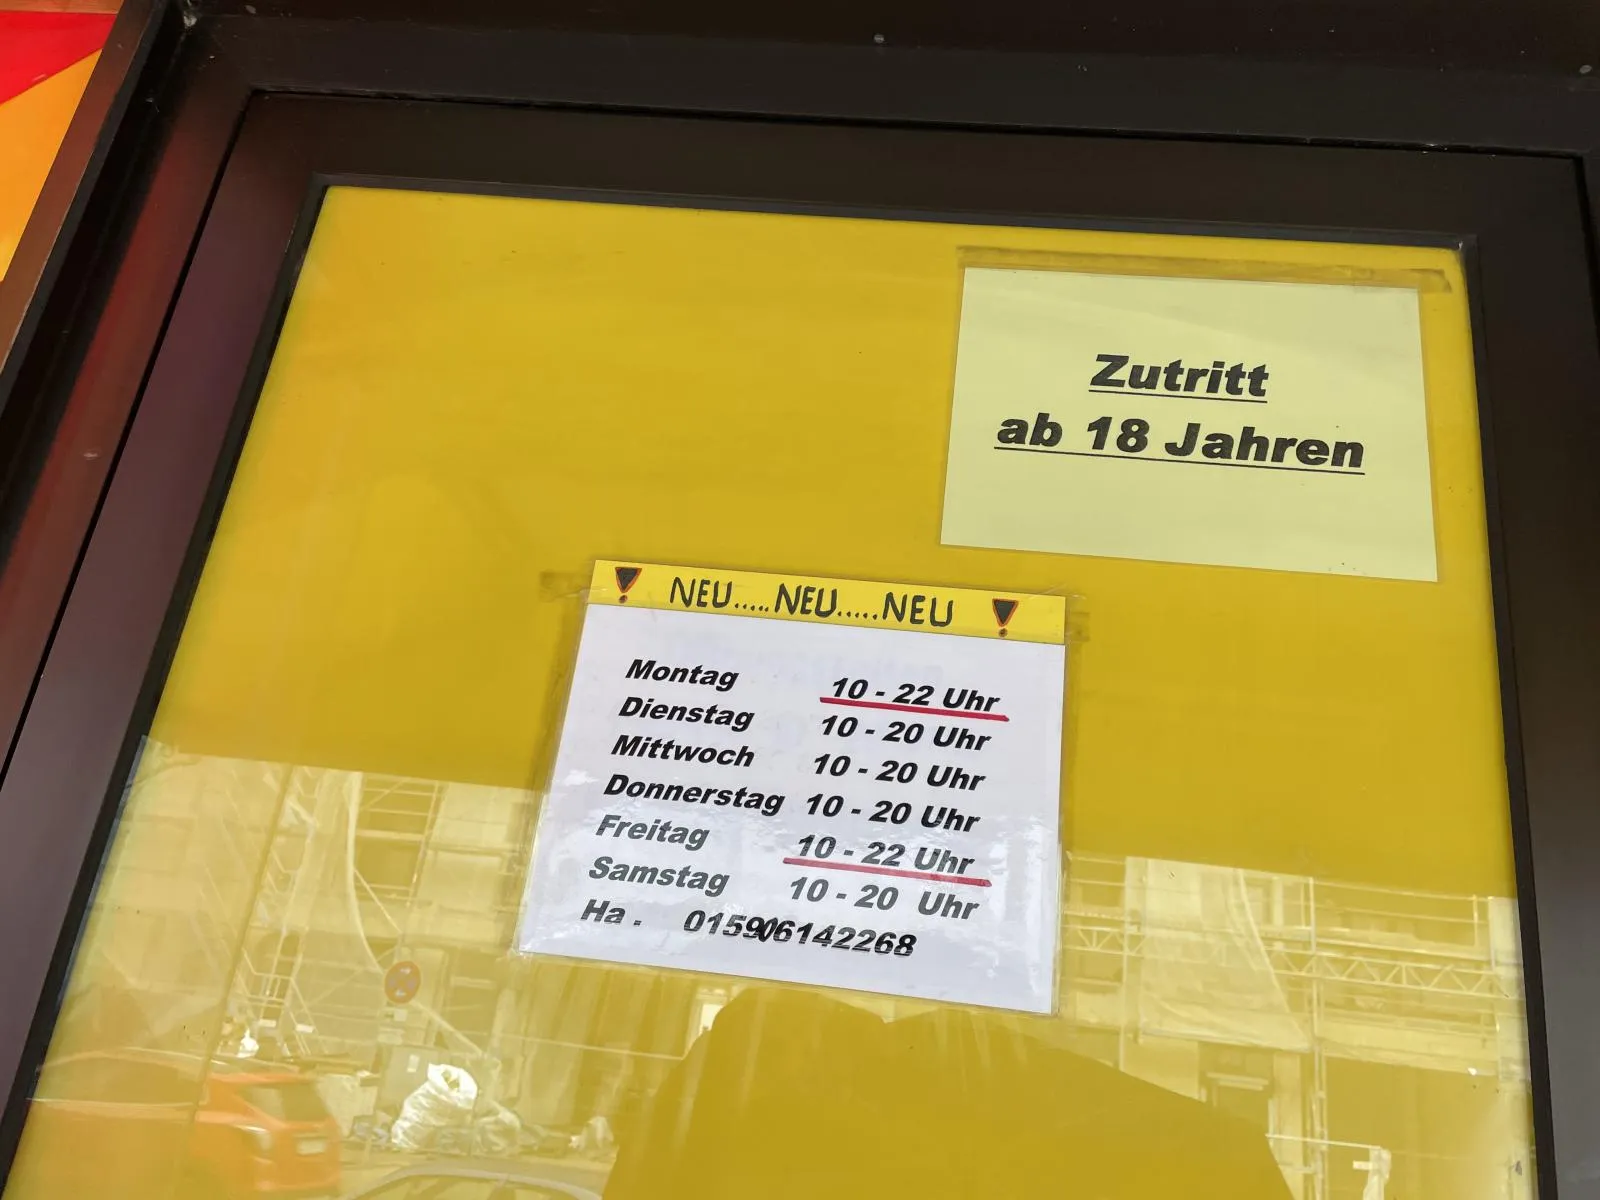 Zutritt
ab 18 Jahren
NEU.....NEU.....NEU
Montag 10 - 22 Uhr
Dienstag 10 - 20 Uhr
Mittwoch 10 - 20 Uhr
Donnerstag 10 - 20 Uhr
Freitag 10 - 22 Uhr
Samstag 10 - 20 Uhr
Ha .